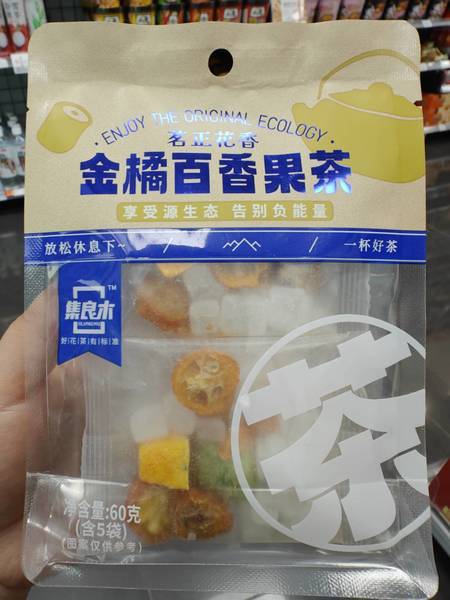 ENJOY THE ORIGINAL ECOLOGY
茗正花香
金橘百香果茶
享受源生态 告别负能量
放松休息下~ / / 一杯好茶
TM
集良木
好/花/茶/有/标/准
茶
净含量:60克
(含5袋)
(图案仅供参考)